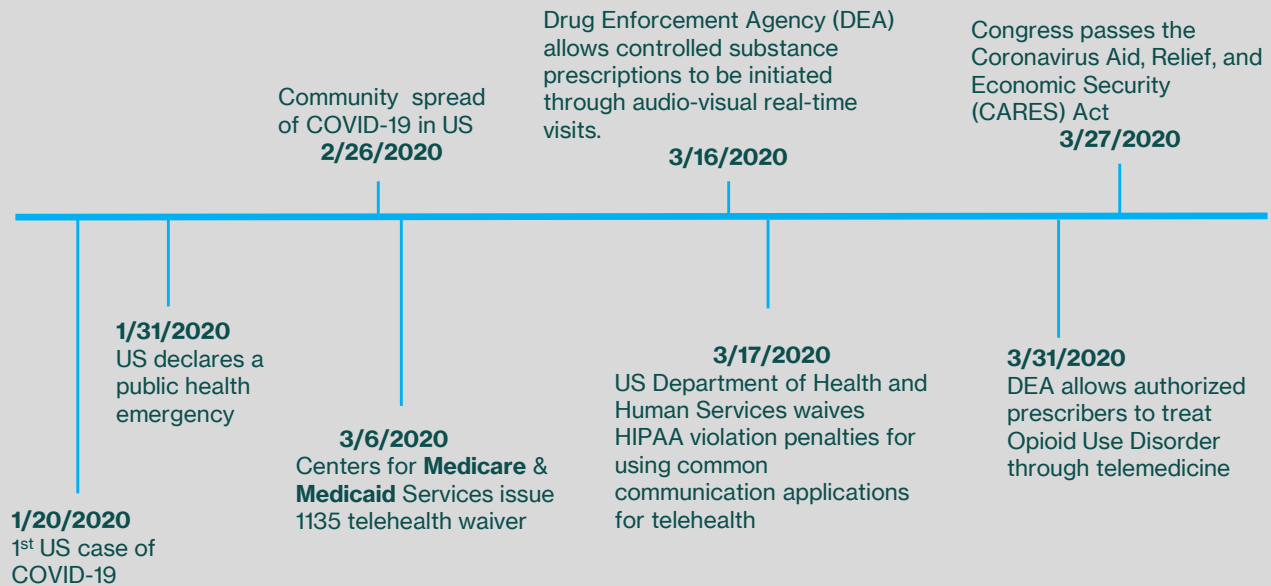 Community spread
of COVID-19 in US
2/26/2020
Drug Enforcement Agency (DEA)
allows controlled substance
prescriptions to be initiated
through audio-visual real-time
visits.
3/16/2020
Congress passes the
Coronavirus Aid, Relief, and
Economic Security
(CARES) Act
3/27/2020
1/20/2020
1st US case of
COVID-19
1/31/2020
US declares a
public health
emergency
3/6/2020
Centers for Medicare &
Medicaid Services issue
1135 telehealth waiver
3/17/2020
US Department of Health and
Human Services waives
HIPAA violation penalties for
using common
communication applications
for telehealth
3/31/2020
DEA allows authorized
prescribers to treat
Opioid Use Disorder
through telemedicine